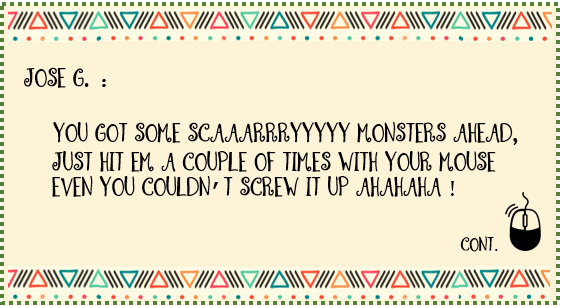 JOSE G. :
YOU GOT SOME SCAAARRRYYYYY MONSTERS AHEAD,
JUST HIT EM A COUPLE OF TIMES WITH YOUR MOUSE
EVEN YOU COULDN'T SCREW IT UP AHAHAHA !
CONT.